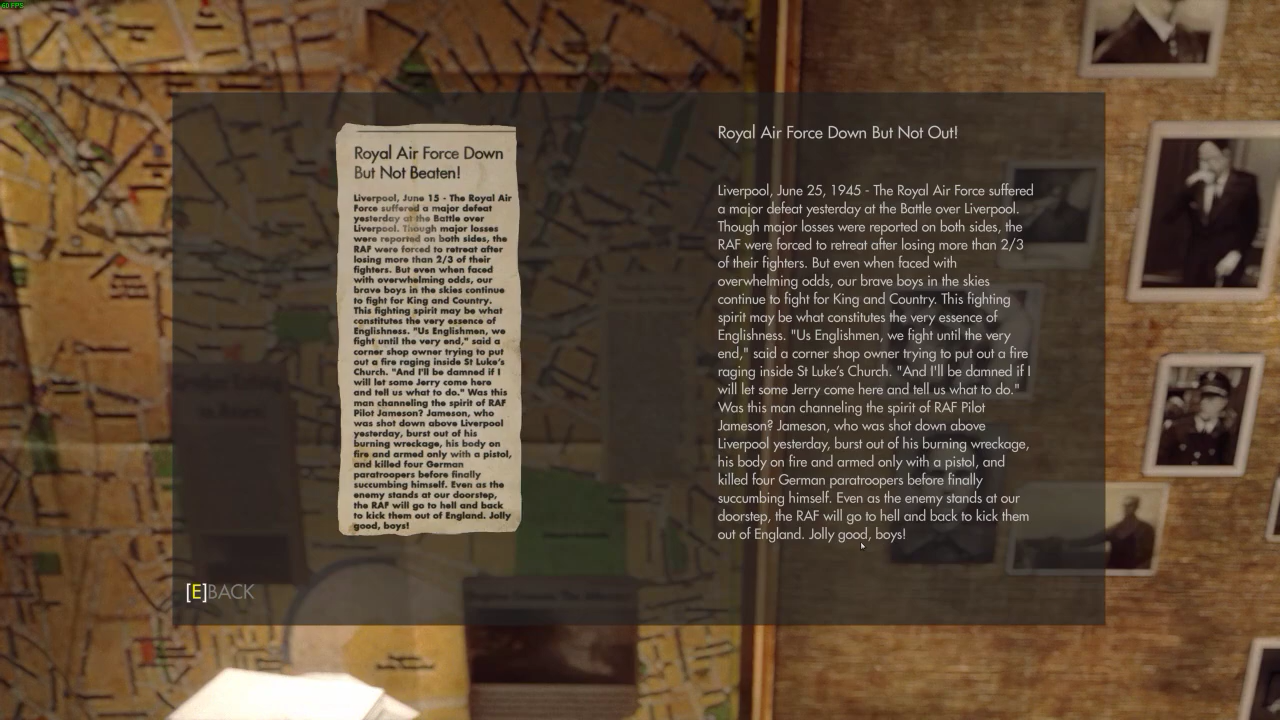 60 FPS
Royal Air Force Down
But Not Beaten!
Liverpool, June 15 - The Royal Air
Force suffered a major defeat
yesterday at the Battle over
Liverpool. Though major losses
were reported on both sides, the
RAF were forced to retreat after
losing more than 2/3 of their
fighters. But even when faced
with overwhelming odds, our
brave boys in the skies continue
to fight for King and Country.
This fighting spirit may be what
constitutes the very essence of
Englishness. "Us Englishmen, we
fight until the very end," said a
corner shop owner trying to put
out a fire raging inside St Luke's
Church. "And I'll be damned if I
will let some Jerry come here
and tell us what to do." Was this
man channeling the spirit of RAF
Pilot Jameson? Jameson, who
was shot down above Liverpool
yesterday, burst out of his
burning wreckage, his body on
fire and armed only with a pistol,
and killed four German
paratroopers before finally
succumbing himself. Even as the
enemy stands at our doorstep,
the RAF will go to hell and back
to kick them out of England. Jolly
good, boys!
Royal Air Force Down But Not Out!
Liverpool, June 25, 1945 - The Royal Air Force suffered
a major defeat yesterday at the Battle over Liverpool.
Though major losses were reported on both sides, the
RAF were forced to retreat after losing more than 2/3
of their fighters. But even when faced with
overwhelming odds, our brave boys in the skies
continue to fight for King and Country. This fighting
spirit may be what constitutes the very essence of
Englishness. "Us Englishmen, we fight until the very
end," said a corner shop owner trying to put out a fire
raging inside St Luke's Church. "And I'll be damned if I
will let some Jerry come here and tell us what to do."
Was this man channeling the spirit of RAF Pilot
Jameson? Jameson, who was shot down above
Liverpool yesterday, burst out of his burning wreckage,
his body on fire and armed only with a pistol, and
killed four German paratroopers before finally
succumbing himself. Even as the enemy stands at our
doorstep, the RAF will go to hell and back to kick them
out of England. Jolly good, boys!
[E]BACK